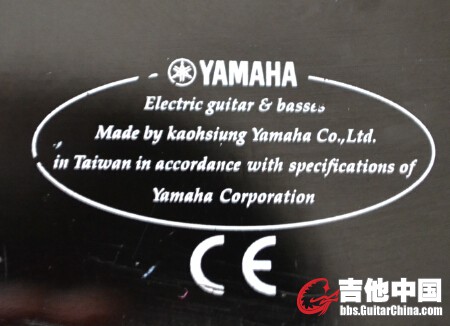 YAMAHA
Electric guitar & basses
Made by kaohsiung Yamaha Co.,Ltd.
in Taiwan in accordance with specifications of
Yamaha Corporation
CE
吉他中国
bbs.GuitarChina.com